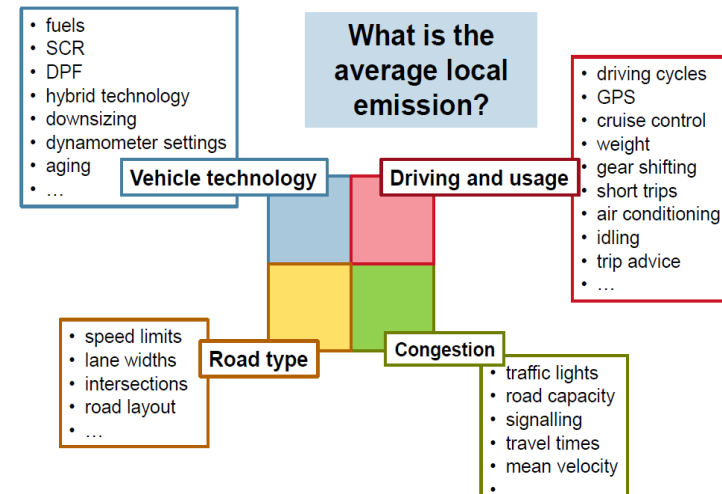 What is the
average local
emission?
• fuels
• SCR
• DPF
• hybrid technology
• downsizing
• dynamometer settings
• aging
• …
Vehicle technology
• driving cycles
• GPS
• cruise control
• weight
• gear shifting
• short trips
• air conditioning
• idling
• trip advice
• …
Driving and usage
• speed limits
• lane widths
• intersections
• road layout
• …
Road type
Congestion
• traffic lights
• road capacity
• signalling
• travel times
• mean velocity
•